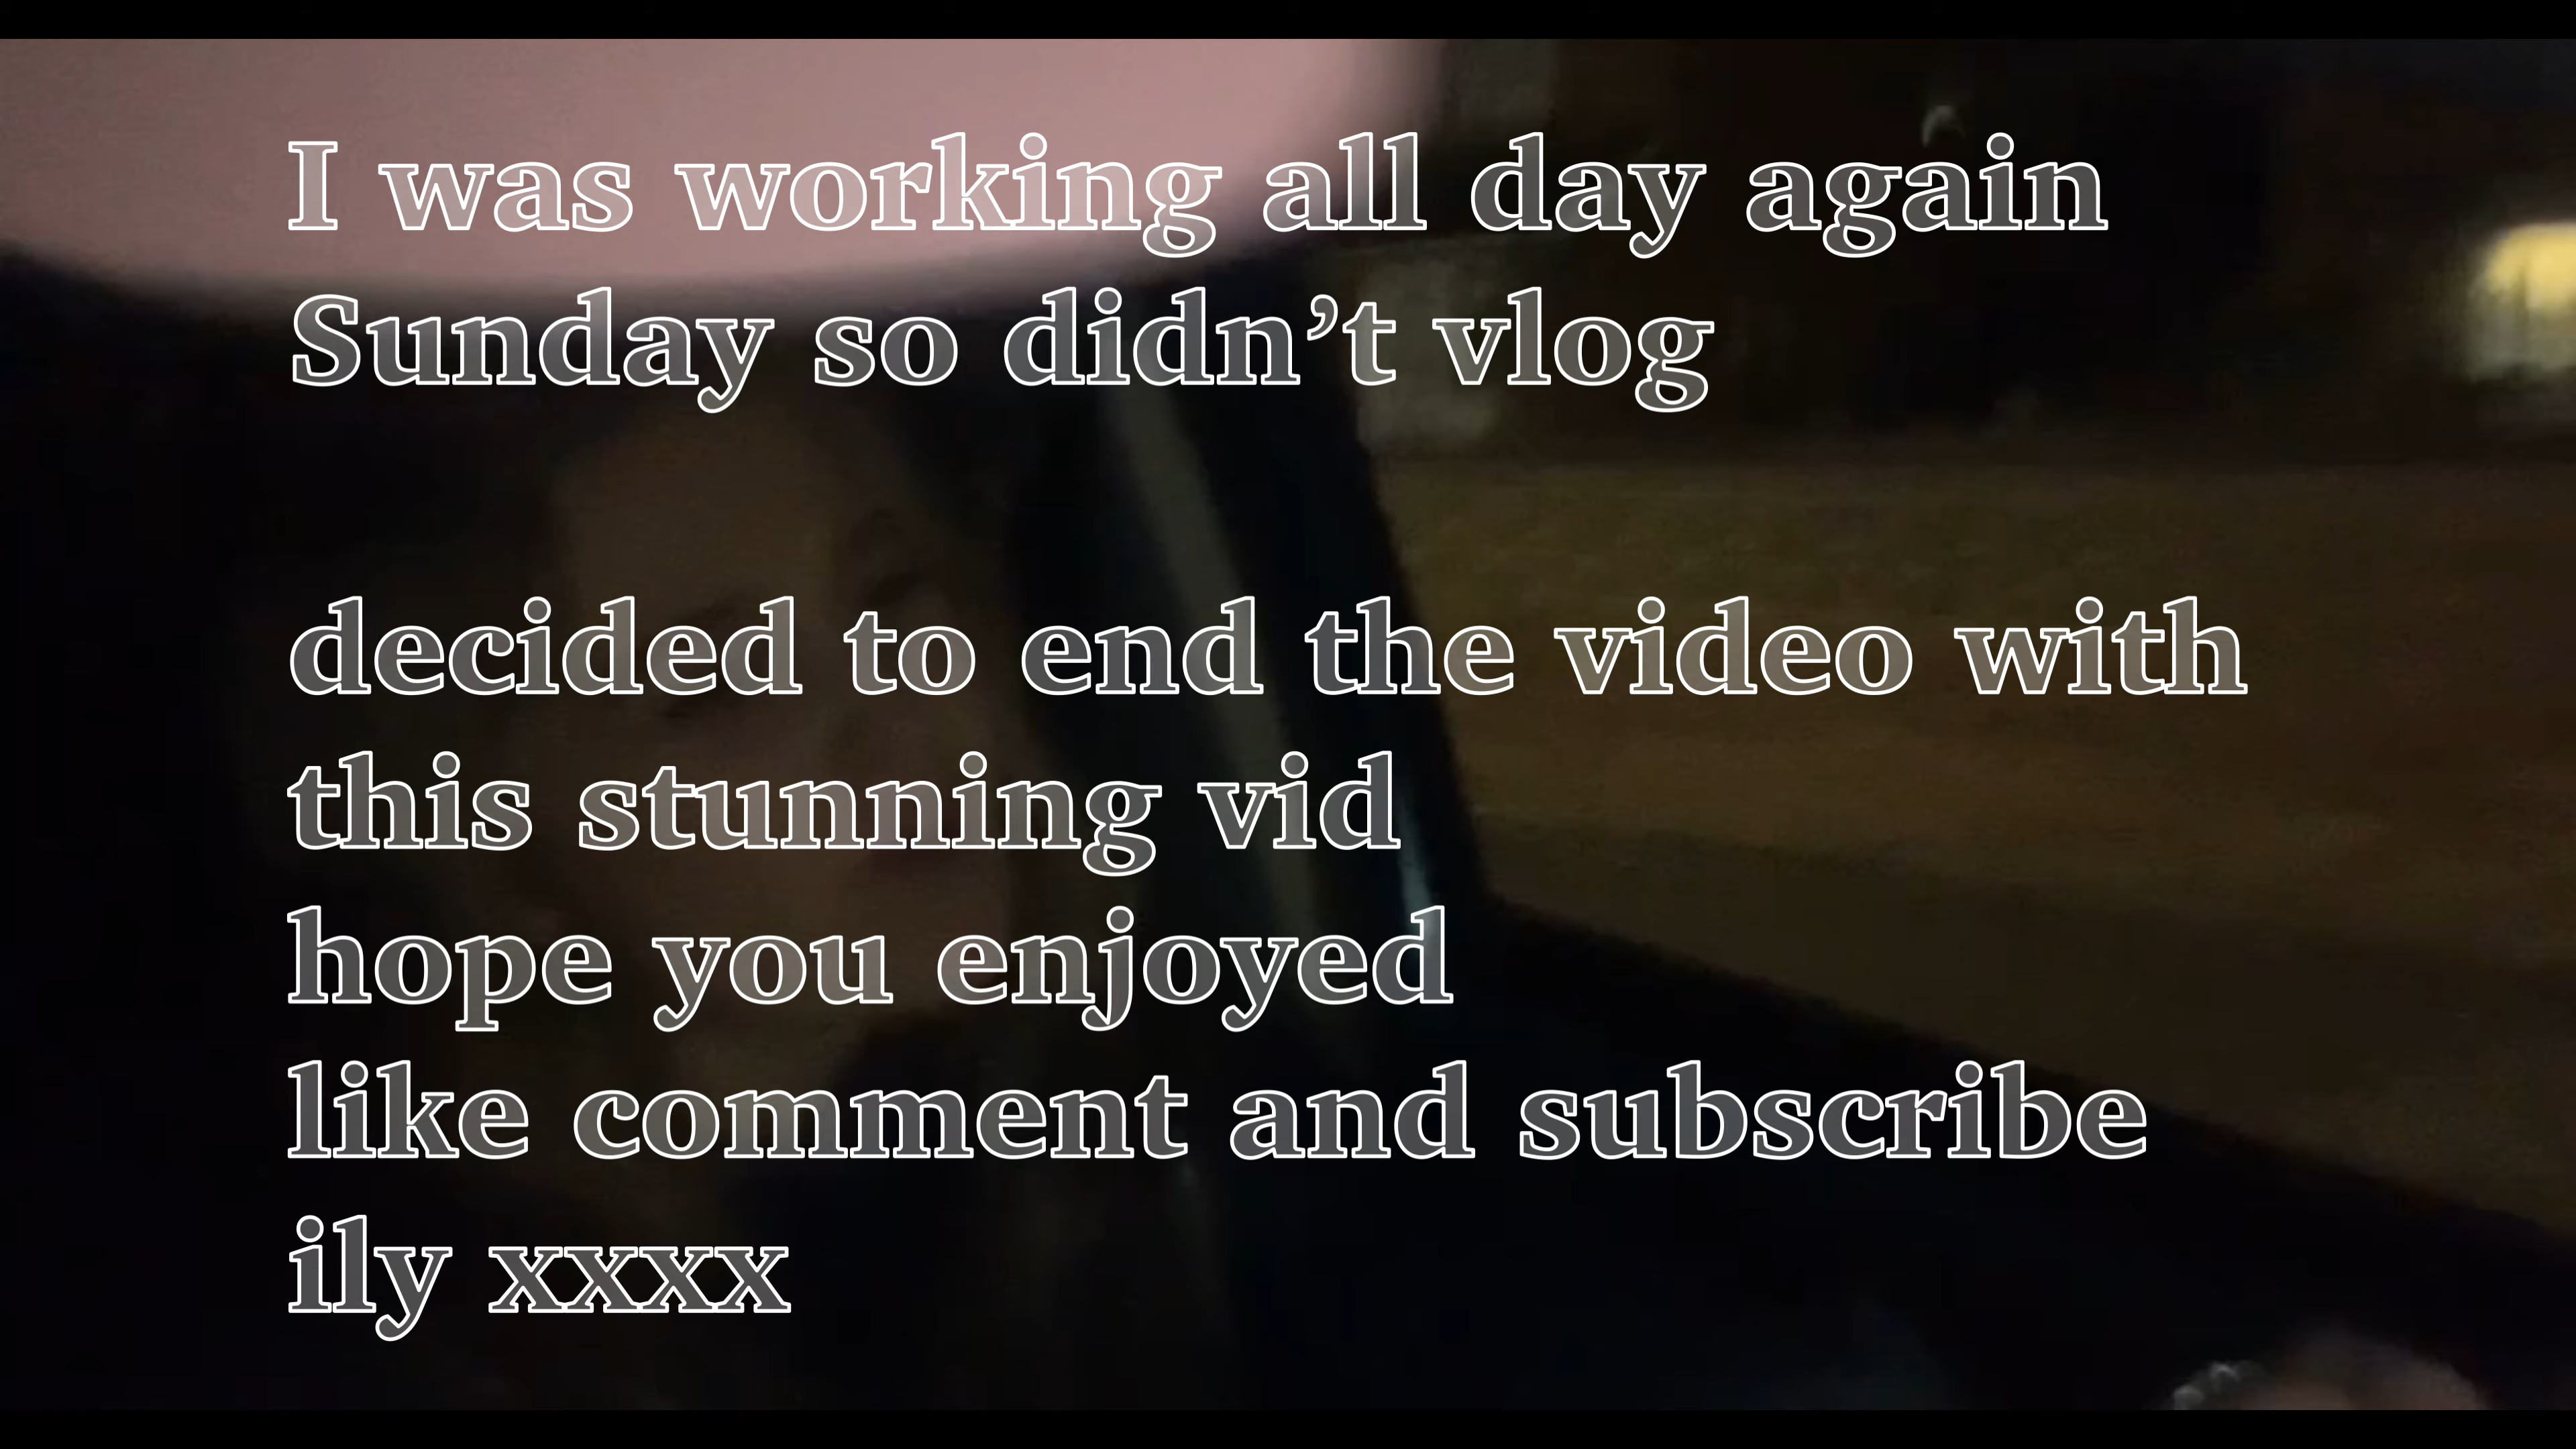 I was working all day again
Sunday so didn’t vlog
decided to end the video with
this stunning vid
hope you enjoyed
like comment and subscribe
ily xxxx